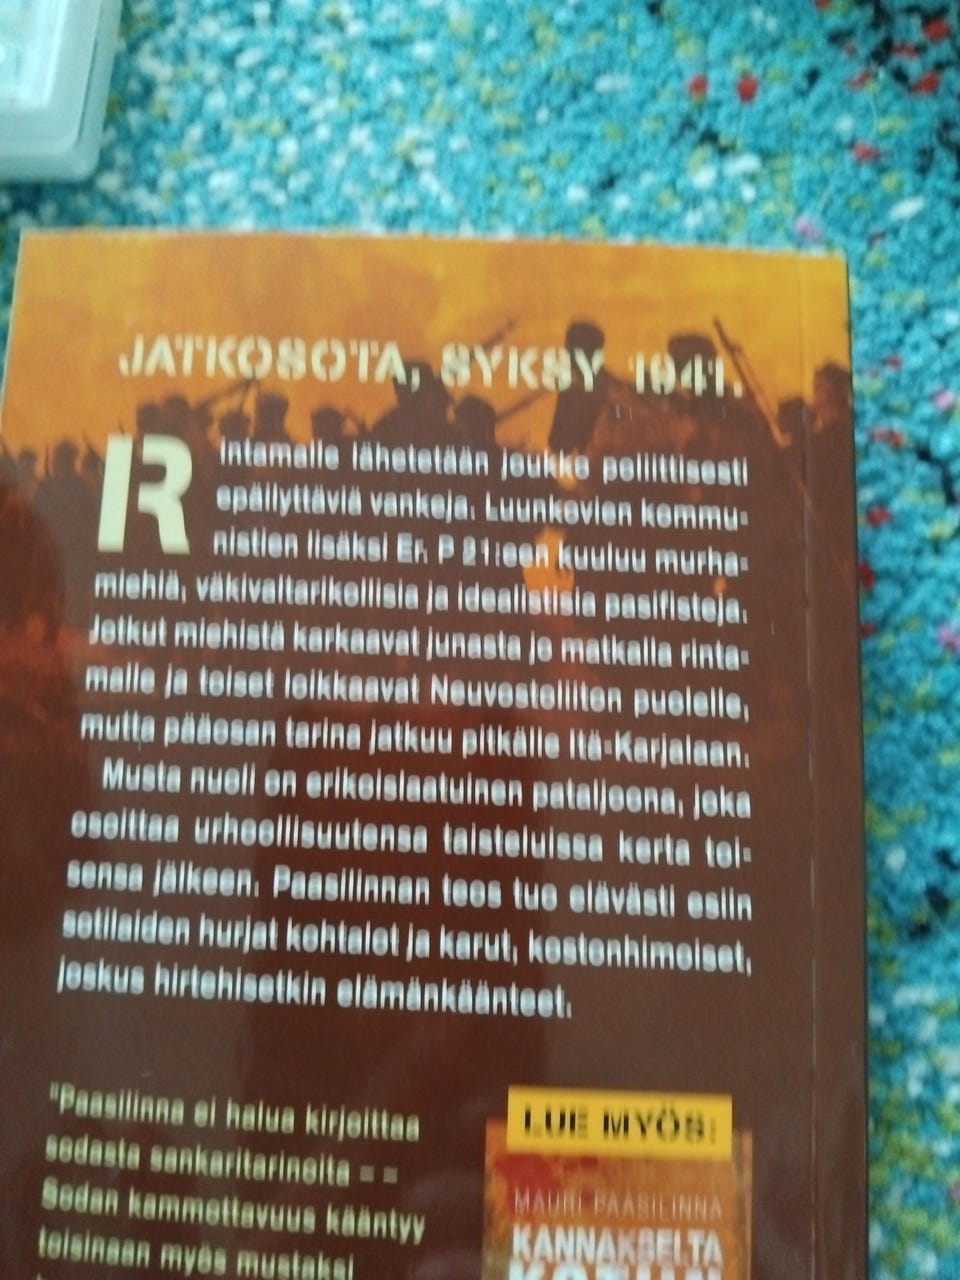 JATKOSOTA, SYKSY 1941.
Rintamalle lähetetään joukko poliittisesti
epäilyttäviä vankeja. Luunkovien kommu-
nistien lisäksi Er. P 21:een kuuluu murha-
miehiä, väkivaltarikollisia ja idealistisia pasifisteja.
Jotkut miehistä karkaavat junasta jo matkalla rinta-
malle ja toiset loikkaavat Neuvostoliiton puolelle,
mutta pääosan tarina jatkuu pitkälle Itä-Karjalaan.
Musta nuoli on erikoislaatuinen pataljoona, joka
osoittaa urhoollisuutensa taisteluissa kerta toi-
sensa jälkeen. Paasilinnan teos tuo elävästi esiin
sotilaiden hurjat kohtalot ja karut, kostonhimoiset,
joskus hirtehisetkin elämänkäänteet.
"Paasilinna ei halua kirjoittaa
sodasta sankaritarinoita – –
Sodan kammottavuus kääntyy
toisinaan myös mustaksi
LUE MYÖS:
MAURI PAASILINNA
KANNAKSELTA